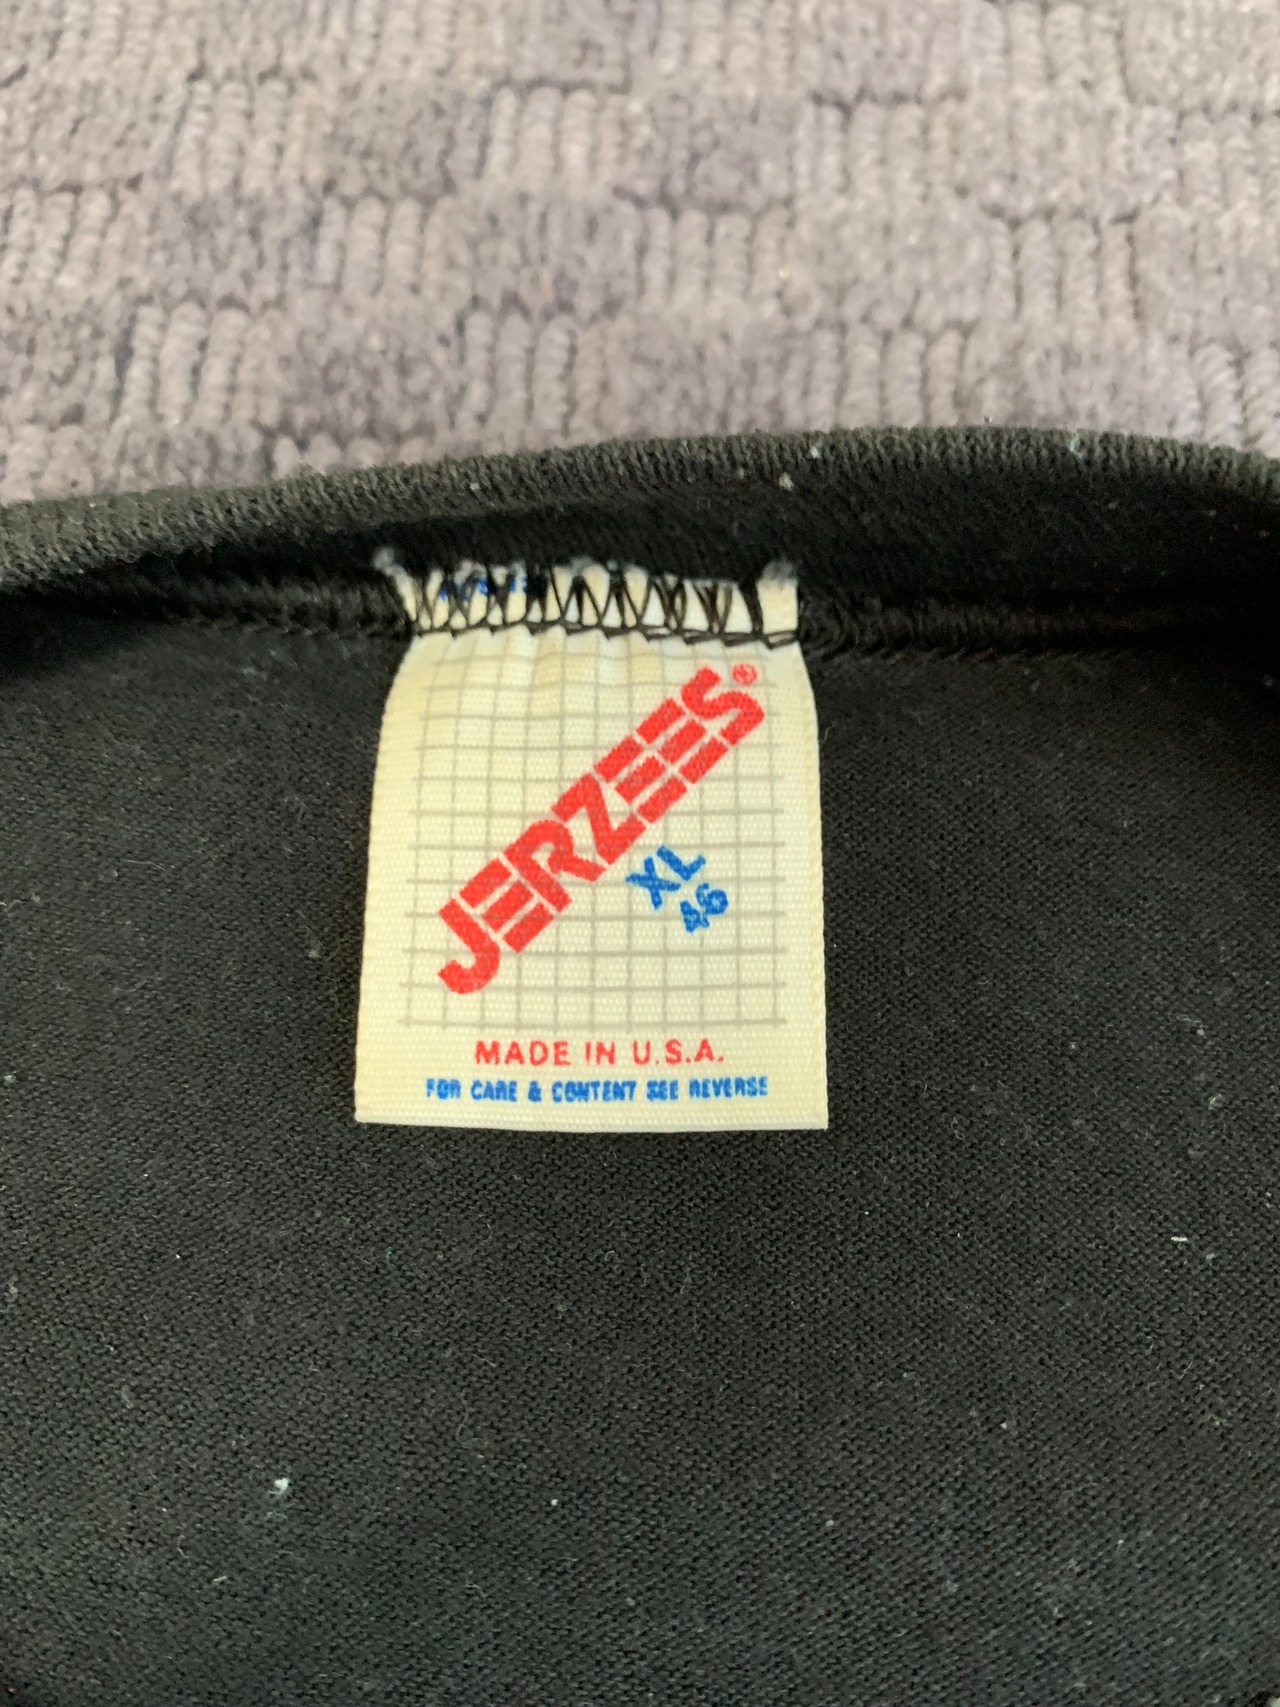 JERZEES®
XL
46
MADE IN U.S.A.
FOR CARE & CONTENT SEE REVERSE